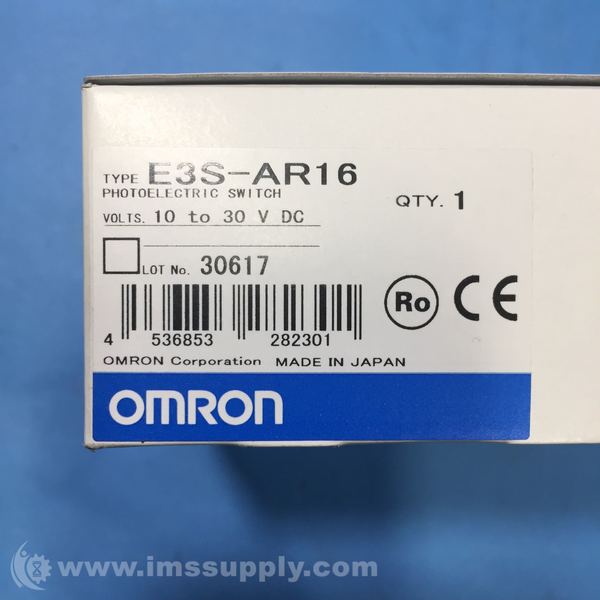 TYPE E3S-AR16
PHOTOELECTRIC SWITCH
QTY. 1
VOLTS. 10 to 30 V DC
LOT No. 30617
Ro CE
4 536853 282301
OMRON Corporation MADE IN JAPAN
OMRON
www.imssupply.com